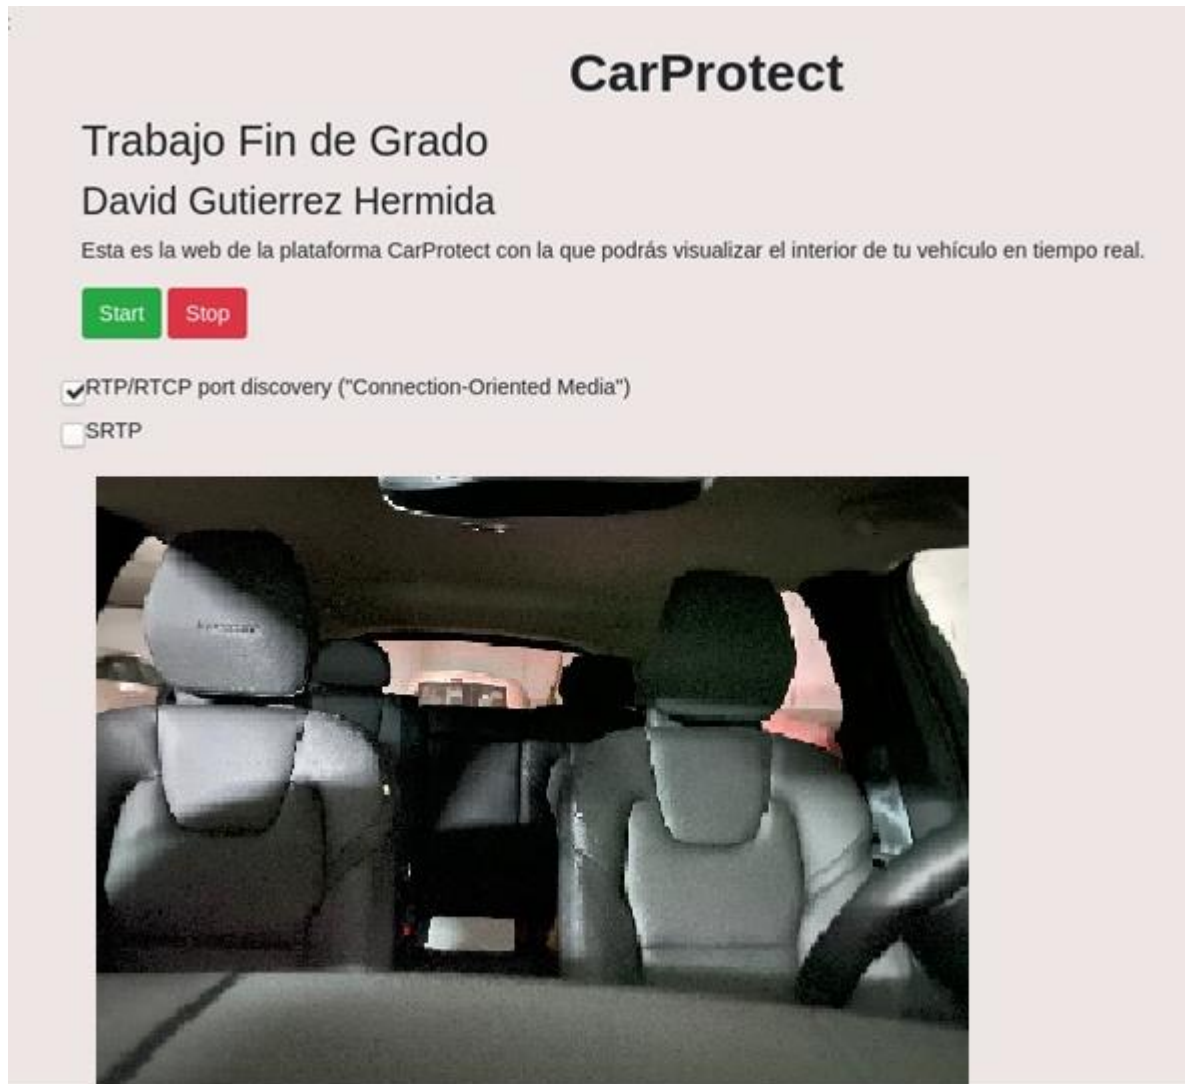 CarProtect
Trabajo Fin de Grado
David Gutierrez Hermida
Esta es la web de la plataforma CarProtect con la que podrás visualizar el interior de tu vehículo en tiempo real.
Start Stop
RTP/RTCP port discovery ("Connection-Oriented Media")
SRTP